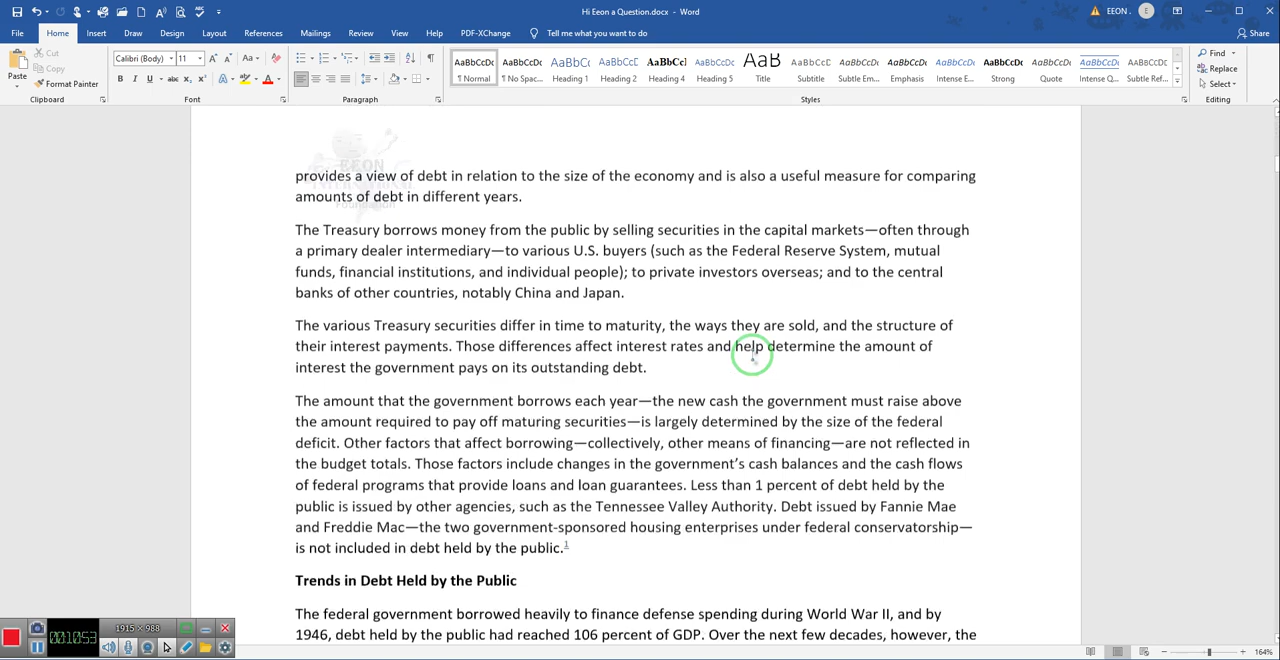 Hi Eeon a Question.docx - Word
EEON .
E
File Home Insert Draw Design Layout References Mailings Review View Help PDF-XChange Tell me what you want to do Share
Paste
Cut
Copy
Format Painter
Clipboard
Calibri (Body) 11
Font
Paragraph
AaBbCcDc AaBbCcDc AaBbC AaBbCcC AaBbCcl AaBbCcD AaB AaBbCcD AaBbCcDt AaBbCcDt AaBbCcDt AaBbCcDc AaBbCcDt AaBbCcDt AABBCCDE
¶ Normal ¶ No Spac... Heading 1 Heading 2 Heading 4 Heading 5 Title Subtitle Subtle Em... Emphasis Intense E... Strong Quote Intense Q... Subtle Ref...
Styles
Find
Replace
Select
Editing
EEON
INTERNATIONAL
Foundation
provides a view of debt in relation to the size of the economy and is also a useful measure for comparing
amounts of debt in different years.
The Treasury borrows money from the public by selling securities in the capital markets—often through
a primary dealer intermediary—to various U.S. buyers (such as the Federal Reserve System, mutual
funds, financial institutions, and individual people); to private investors overseas; and to the central
banks of other countries, notably China and Japan.
The various Treasury securities differ in time to maturity, the ways they are sold, and the structure of
their interest payments. Those differences affect interest rates and help determine the amount of
interest the government pays on its outstanding debt.
The amount that the government borrows each year—the new cash the government must raise above
the amount required to pay off maturing securities—is largely determined by the size of the federal
deficit. Other factors that affect borrowing—collectively, other means of financing—are not reflected in
the budget totals. Those factors include changes in the government’s cash balances and the cash flows
of federal programs that provide loans and loan guarantees. Less than 1 percent of debt held by the
public is issued by other agencies, such as the Tennessee Valley Authority. Debt issued by Fannie Mae
and Freddie Mac—the two government-sponsored housing enterprises under federal conservatorship—
is not included in debt held by the public.1
Trends in Debt Held by the Public
The federal government borrowed heavily to finance defense spending during World War II, and by
1946, debt held by the public had reached 106 percent of GDP. Over the next few decades, however, the
1915 × 988
164%